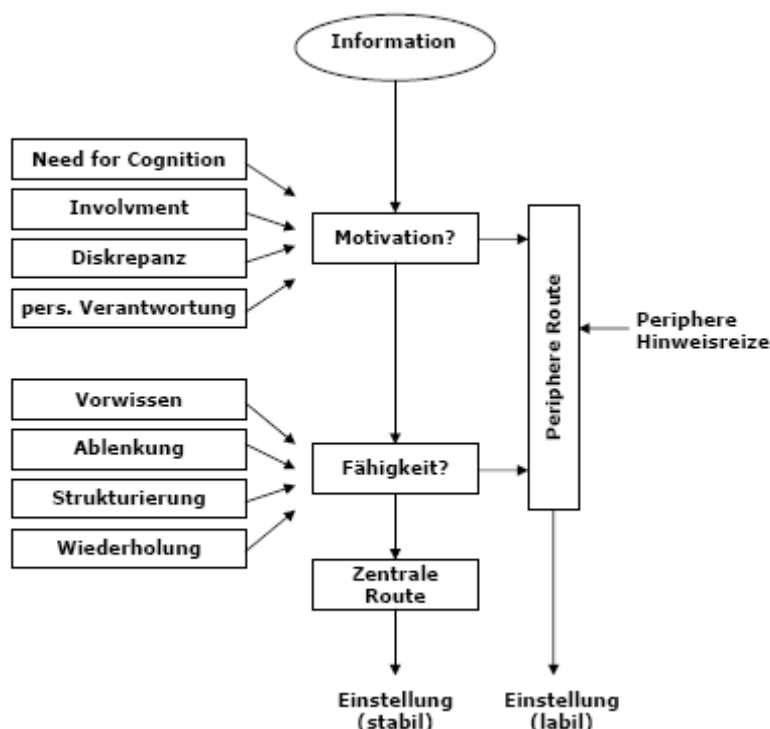 Information
Need for Cognition
Involvment
Diskrepanz
pers. Verantwortung
Motivation?
Periphere Route
Periphere
Hinweisreize
Vorwissen
Ablenkung
Strukturierung
Wiederholung
Fähigkeit?
Zentrale
Route
Einstellung
(stabil)
Einstellung
(labil)